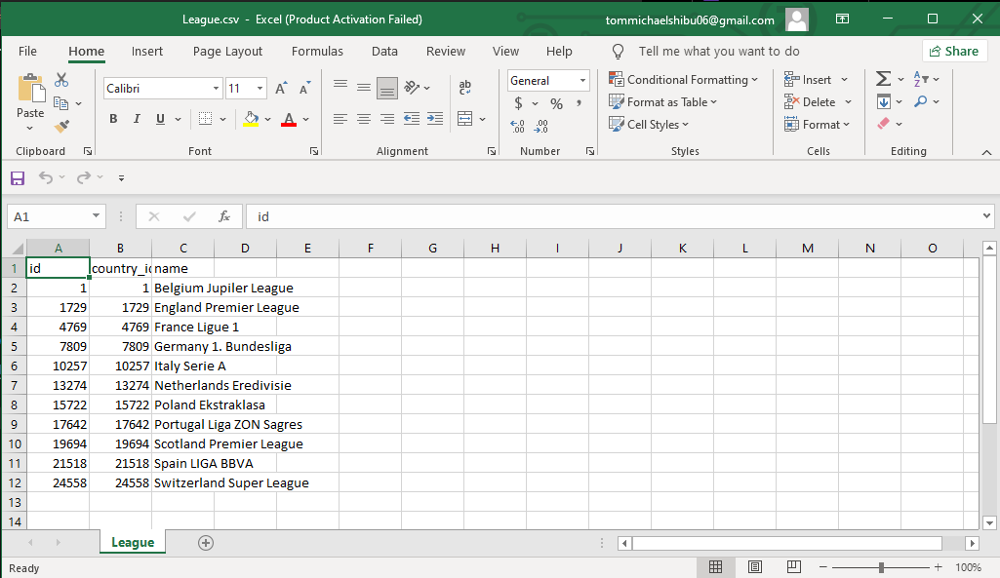 League.csv - Excel (Product Activation Failed)
tommichaelshibu06@gmail.com
File Home Insert Page Layout Formulas Data Review View Help Tell me what you want to do Share
Paste
Calibri 11
B I U A
ab
General
$ % ,
Conditional Formatting
Format as Table
Cell Styles
Insert
Delete
Format
Clipboard Font Alignment Number Styles Cells Editing
A1 fx id
A B C D E F G H I J K L M N O
1 id country_id name
2 1 1 Belgium Jupiler League
3 1729 1729 England Premier League
4 4769 4769 France Ligue 1
5 7809 7809 Germany 1. Bundesliga
6 10257 10257 Italy Serie A
7 13274 13274 Netherlands Eredivisie
8 15722 15722 Poland Ekstraklasa
9 17642 17642 Portugal Liga ZON Sagres
10 19694 19694 Scotland Premier League
11 21518 21518 Spain LIGA BBVA
12 24558 24558 Switzerland Super League
13
14
League
Ready 100%